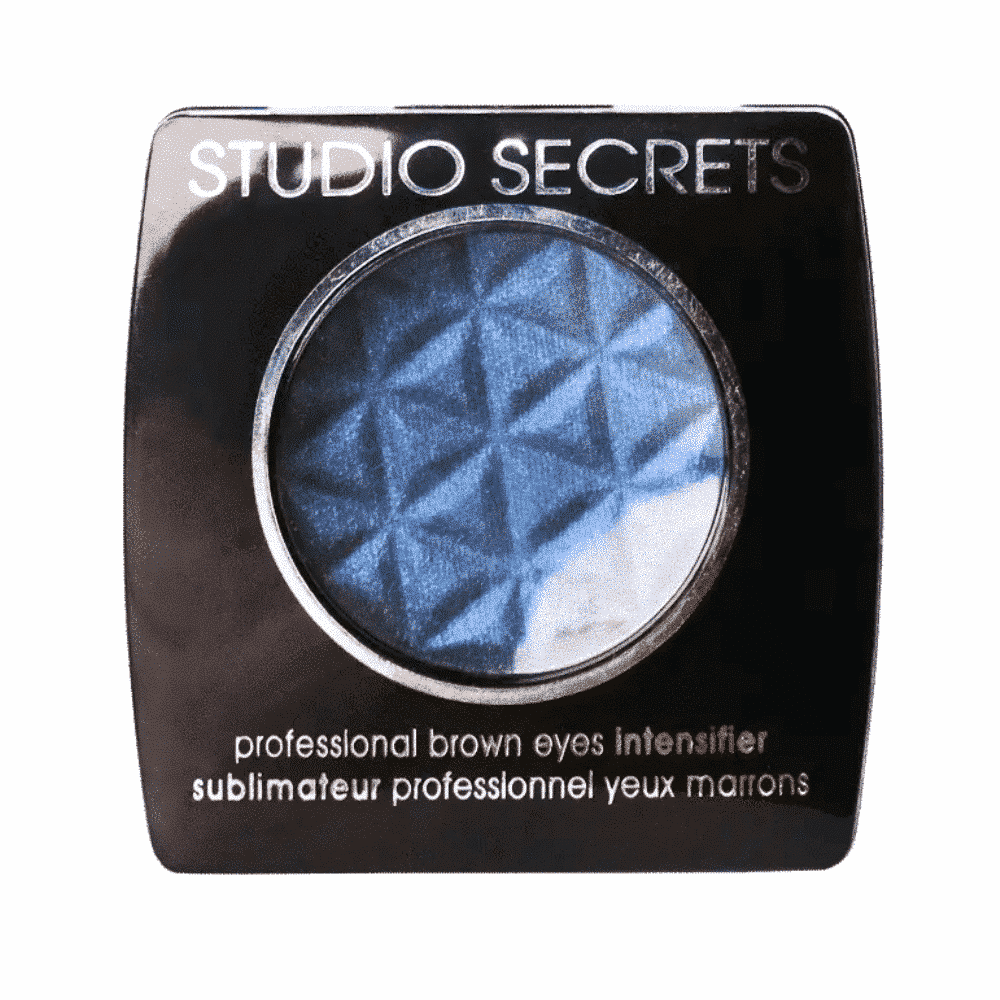 STUDIO SECRETS
professional brown eyes intensifier
sublimateur professionnel yeux marrons